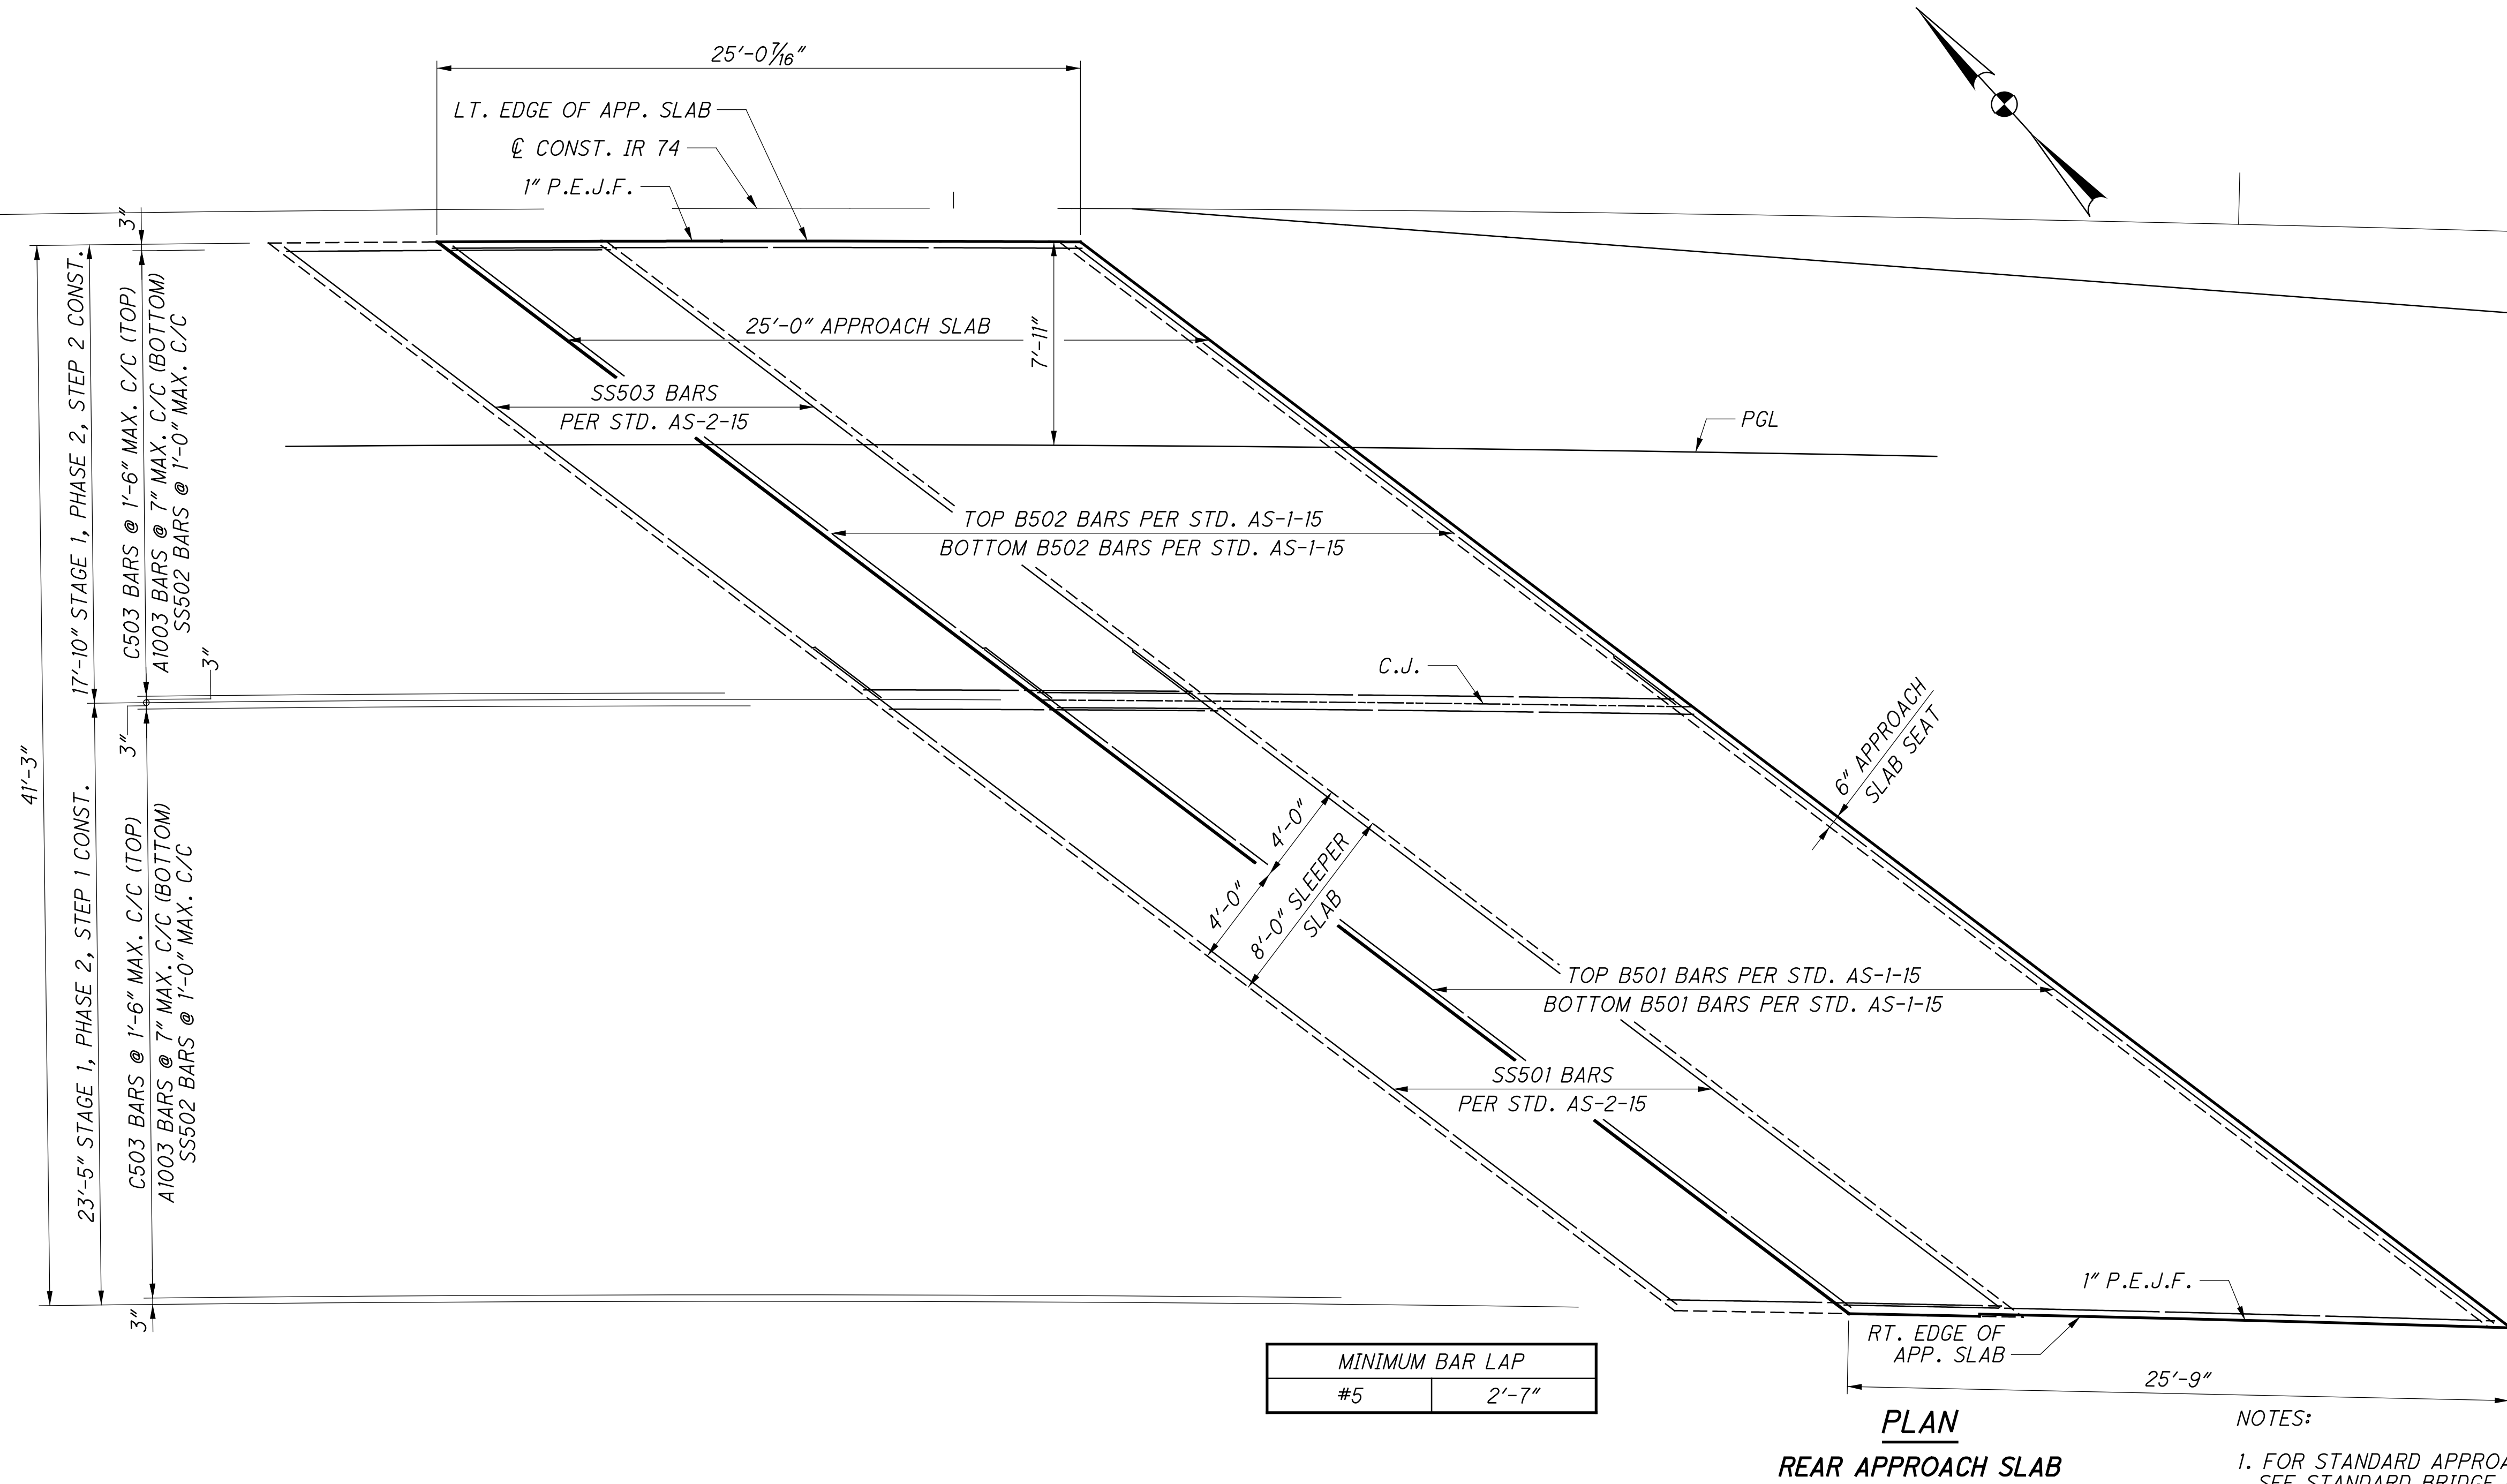 25'-0 7/16"
LT. EDGE OF APP. SLAB
℄ CONST. IR 74
1" P.E.J.F.
3"
41'-3"
17'-10" STAGE 1, PHASE 2, STEP 2 CONST.
C503 BARS @ 1'-6" MAX. C/C (TOP)
A1003 BARS @ 7" MAX. C/C (BOTTOM)
SS502 BARS @ 1'-0" MAX. C/C
3"
3"
23'-5" STAGE 1, PHASE 2, STEP 1 CONST.
C503 BARS @ 1'-6" MAX. C/C (TOP)
A1003 BARS @ 7" MAX. C/C (BOTTOM)
SS502 BARS @ 1'-0" MAX. C/C
3"
25'-0" APPROACH SLAB
7'-11"
SS503 BARS
PER STD. AS-2-15
PGL
TOP B502 BARS PER STD. AS-1-15
BOTTOM B502 BARS PER STD. AS-1-15
C.J.
6" APPROACH
SLAB SEAT
4'-0"
4'-0"
8'-0" SLEEPER
SLAB
TOP B501 BARS PER STD. AS-1-15
BOTTOM B501 BARS PER STD. AS-1-15
SS501 BARS
PER STD. AS-2-15
1" P.E.J.F.
RT. EDGE OF
APP. SLAB
25'-9"
MINIMUM BAR LAP
#5 2'-7"
PLAN
REAR APPROACH SLAB
NOTES:
1. FOR STANDARD APPROA
SEE STANDARD BRIDGE